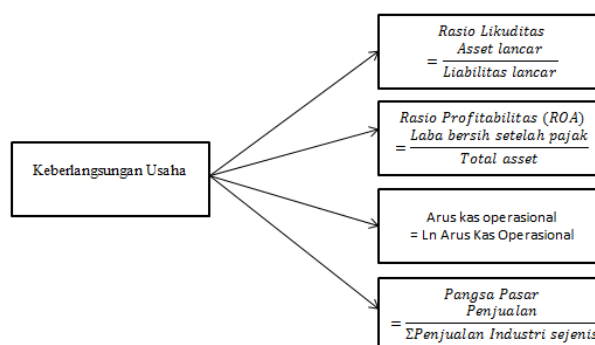 Keberlangsungan Usaha
Rasio Likuditas
= Asset lancar
Liabilitas lancar
Rasio Profitabilitas (ROA)
= Laba bersih setelah pajak
Total asset
Arus kas operasional
= Ln Arus Kas Operasional
Pangsa Pasar
= Penjualan
ΣPenjualan Industri sejenis